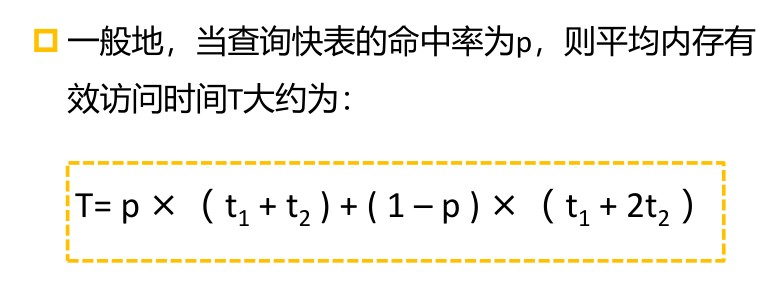 一般地，当查询快表的命中率为p，则平均内存有
效访问时间T大约为：
T= p × （ t₁ + t₂ ) + ( 1 – p ) × （ t₁ + 2t₂ ）